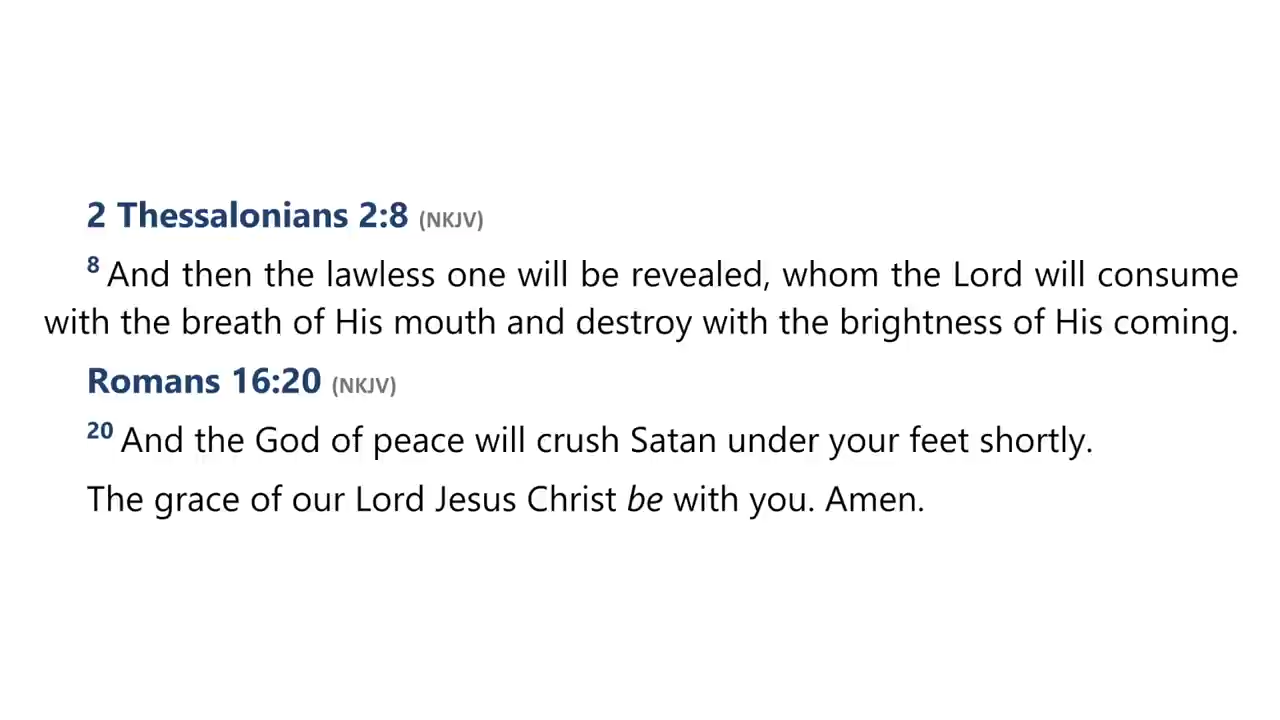 2 Thessalonians 2:8 (NKJV)
8 And then the lawless one will be revealed, whom the Lord will consume
with the breath of His mouth and destroy with the brightness of His coming.
Romans 16:20 (NKJV)
20 And the God of peace will crush Satan under your feet shortly.
The grace of our Lord Jesus Christ be with you. Amen.